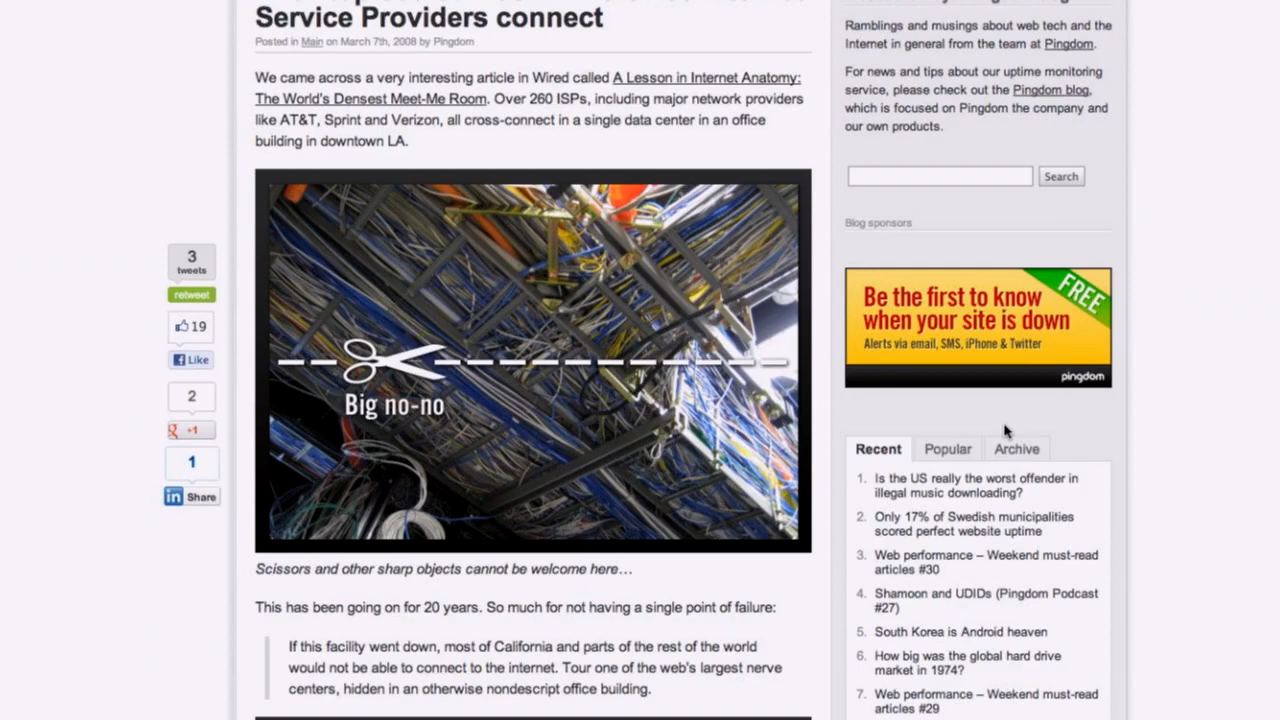 Service Providers connect
Posted in Main on March 7th, 2008 by Pingdom
We came across a very interesting article in Wired called A Lesson in Internet Anatomy:
The World's Densest Meet-Me Room. Over 260 ISPs, including major network providers
like AT&T, Sprint and Verizon, all cross-connect in a single data center in an office
building in downtown LA.
3
tweets
retweet
19
Like
2
+1
1
in Share
Big no-no
Scissors and other sharp objects cannot be welcome here…
This has been going on for 20 years. So much for not having a single point of failure:
If this facility went down, most of California and parts of the rest of the world
would not be able to connect to the internet. Tour one of the web's largest nerve
centers, hidden in an otherwise nondescript office building.
Ramblings and musings about web tech and the
Internet in general from the team at Pingdom.
For news and tips about our uptime monitoring
service, please check out the Pingdom blog,
which is focused on Pingdom the company and
our own products.
Search
Blog sponsors
Be the first to know
when your site is down
Alerts via email, SMS, iPhone & Twitter
FREE
pingdom
Recent Popular Archive
1. Is the US really the worst offender in
illegal music downloading?
2. Only 17% of Swedish municipalities
scored perfect website uptime
3. Web performance – Weekend must-read
articles #30
4. Shamoon and UDIDs (Pingdom Podcast
#27)
5. South Korea is Android heaven
6. How big was the global hard drive
market in 1974?
7. Web performance – Weekend must-read
articles #29